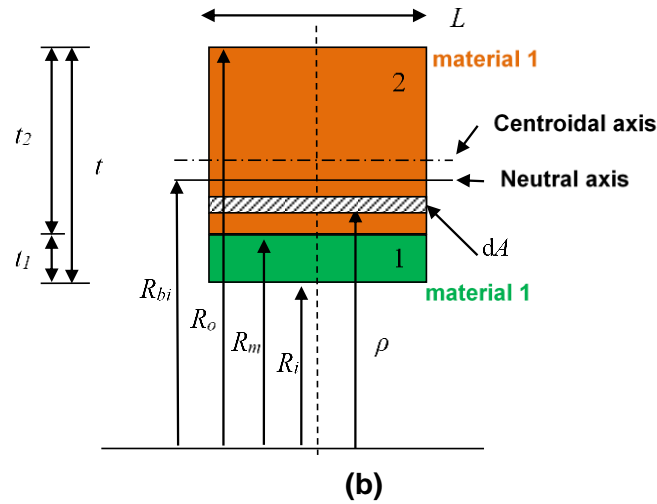 L
material 1
2
t2
t
Centroidal axis
Neutral axis
t1
1
dA
material 1
Rbi
Ro
Rm
Ri
ρ
(b)